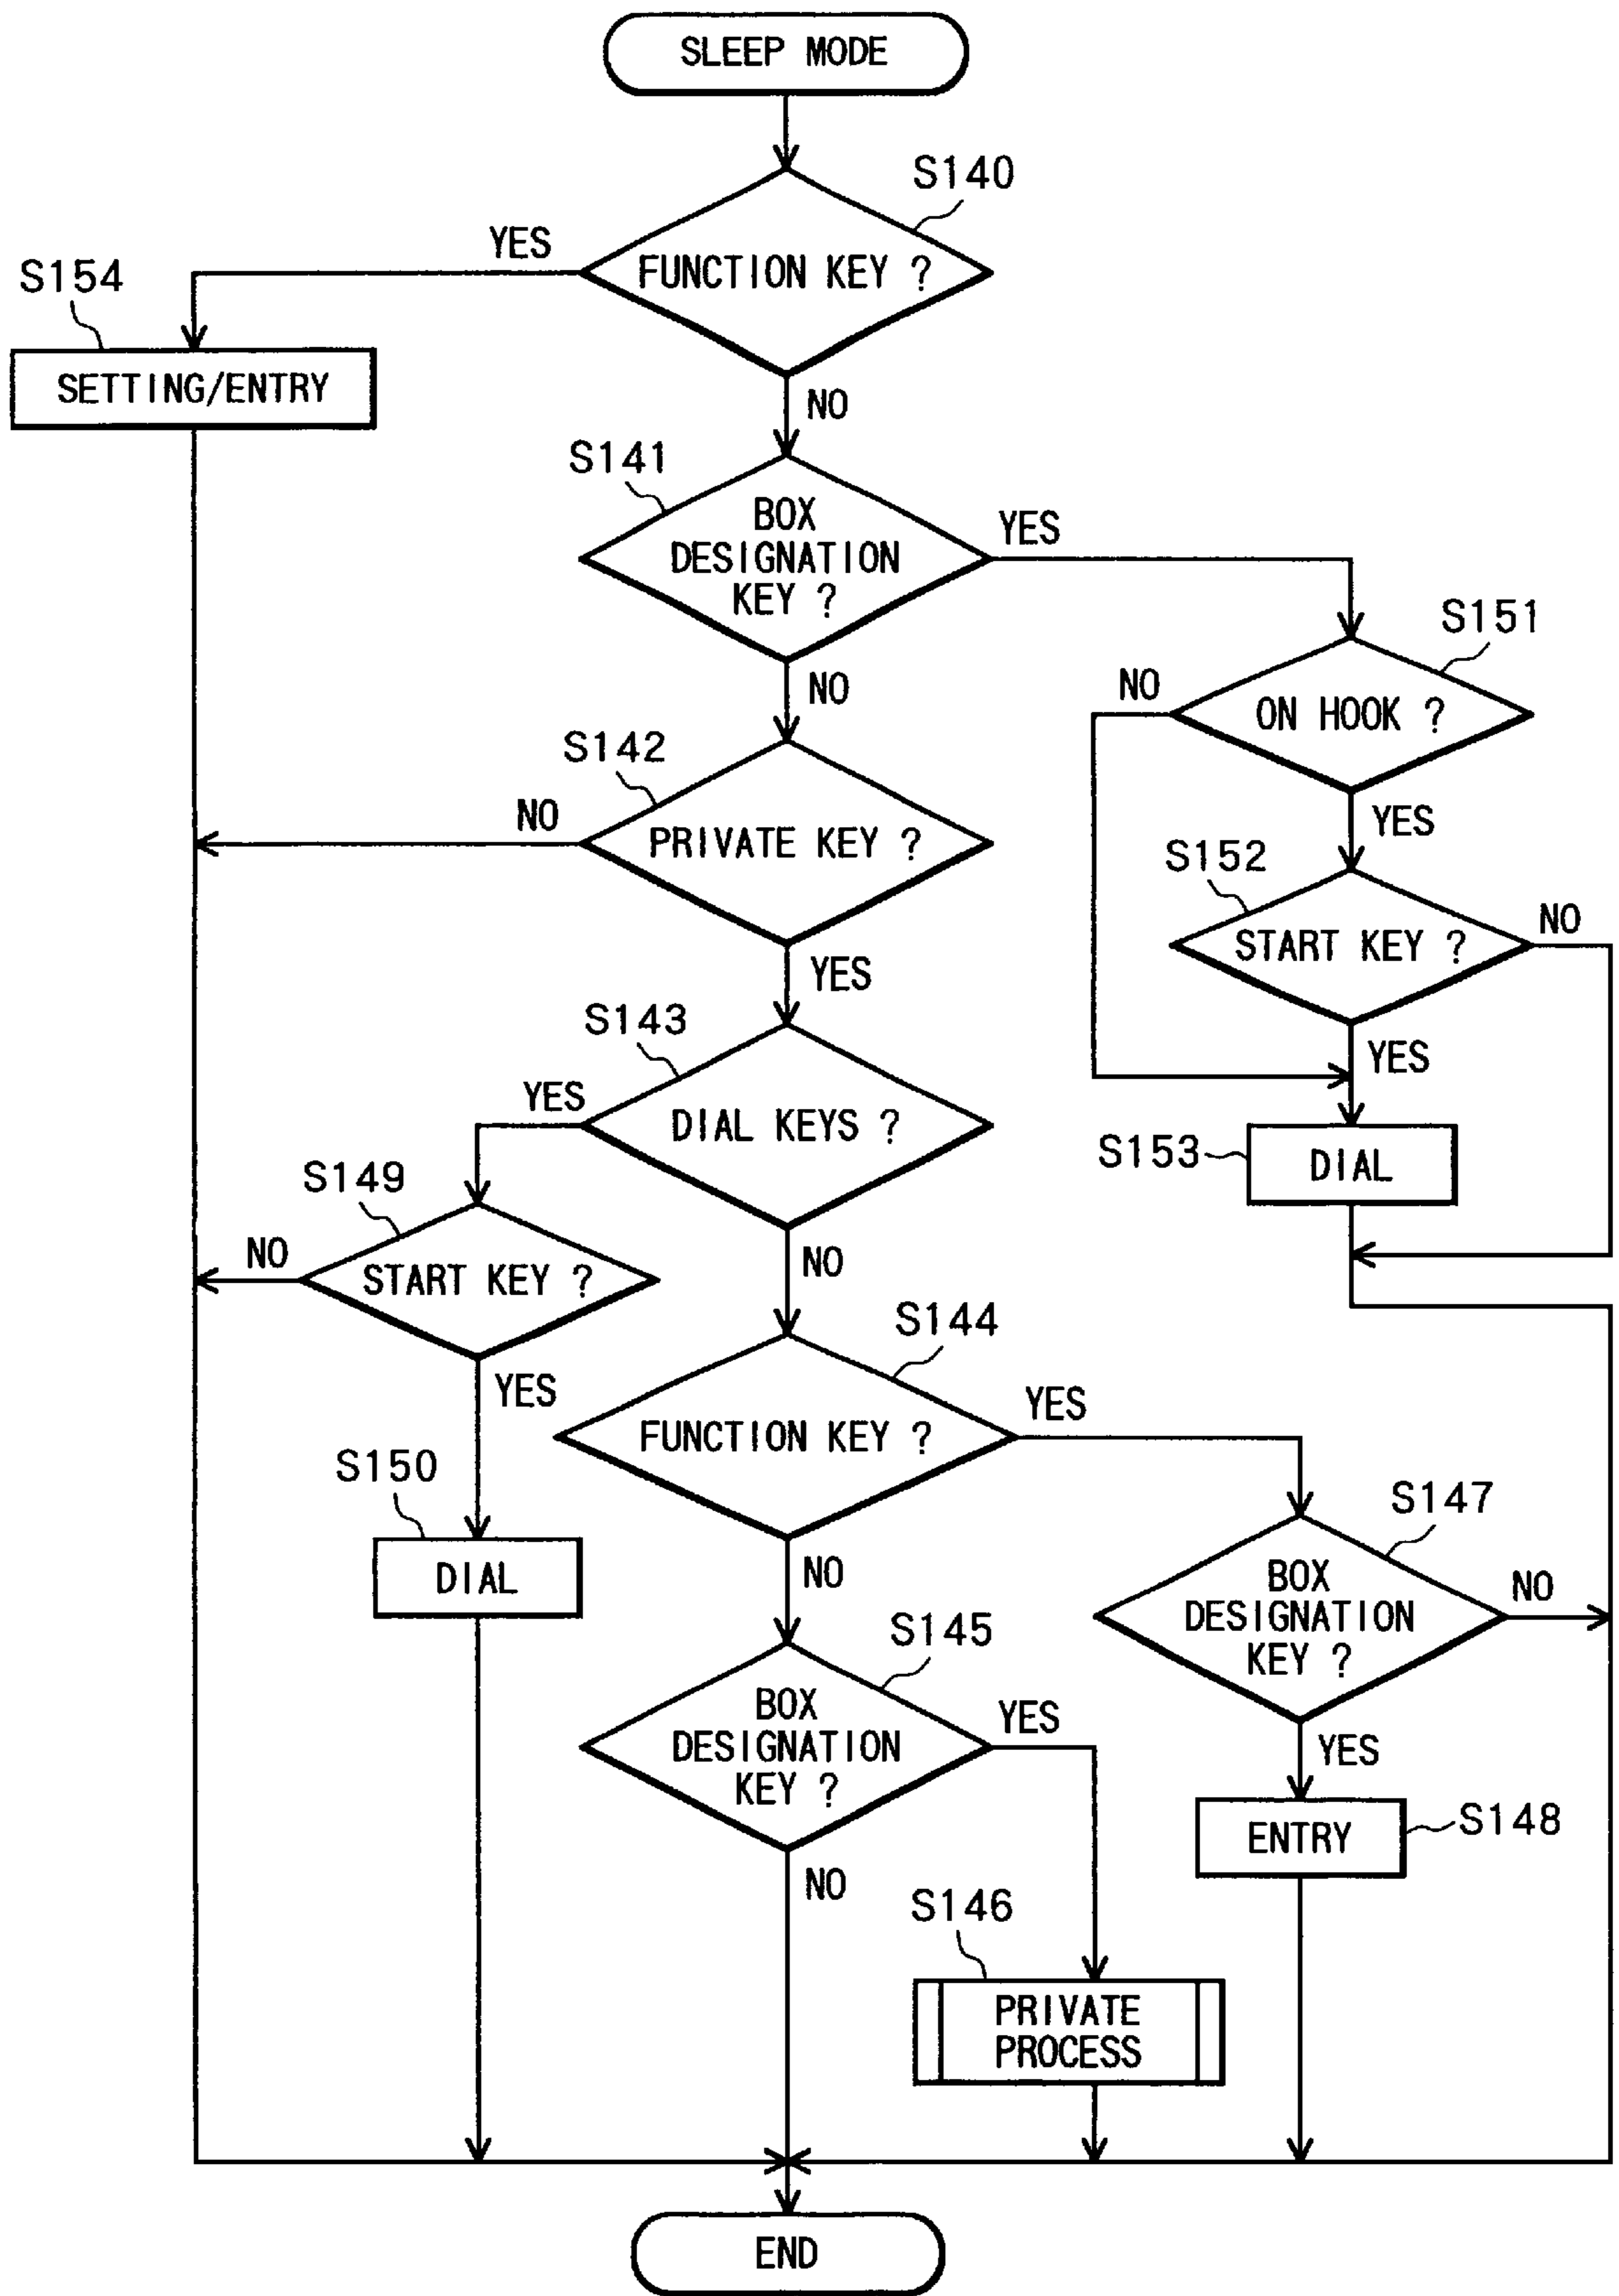 SLEEP MODE
S140
YES
FUNCTION KEY ?
S154
SETTING/ENTRY
NO
S141
BOX
DESIGNATION
KEY ?
YES
S151
NO
NO
ON HOOK ?
S142
NO
PRIVATE KEY ?
YES
S152
NO
START KEY ?
YES
S143
YES
YES
DIAL KEYS ?
S153
DIAL
S149
NO
START KEY ?
NO
S144
YES
YES
FUNCTION KEY ?
S150
S147
DIAL
NO
BOX
DESIGNATION
KEY ?
NO
S145
BOX
DESIGNATION
KEY ?
YES
YES
ENTRY
S148
NO
S146
PRIVATE
PROCESS
END